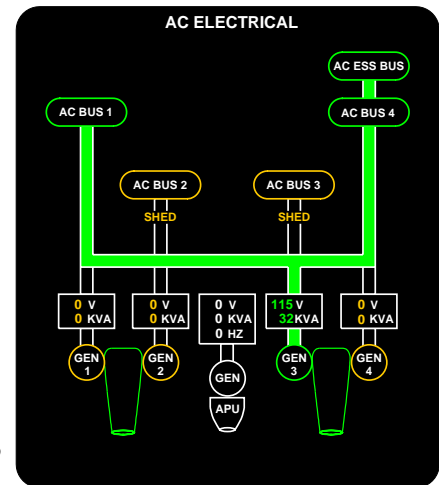 AC ELECTRICAL
AC ESS BUS
AC BUS 1
AC BUS 4
AC BUS 2
AC BUS 3
SHED
SHED
0 V
0 KVA
0 V
0 KVA
0 V
0 KVA
0 HZ
115 V
32 KVA
0 V
0 KVA
GEN
1
GEN
2
GEN
APU
GEN
3
GEN
4